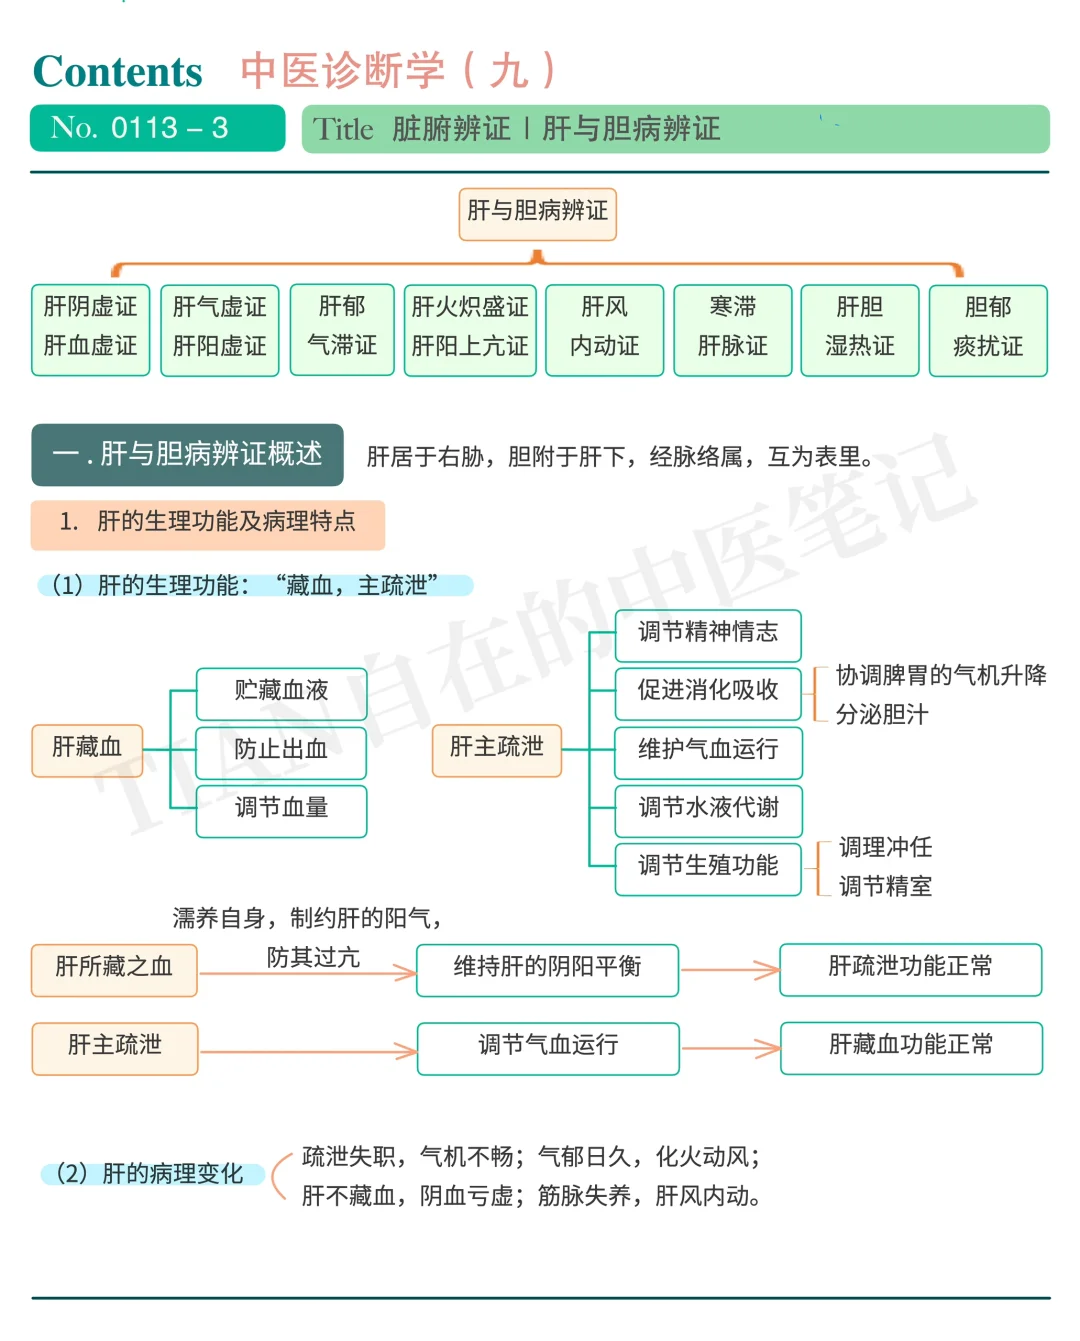 Contents 中医诊断学（九）
No. 0113 – 3
Title 脏腑辨证 | 肝与胆病辨证
肝与胆病辨证
肝阴虚证
肝血虚证
肝气虚证
肝阳虚证
肝郁
气滞证
肝火炽盛证
肝阳上亢证
肝风
内动证
寒滞
肝脉证
肝胆
湿热证
胆郁
痰扰证
一 . 肝与胆病辨证概述
肝居于右胁，胆附于肝下，经脉络属，互为表里。
1. 肝的生理功能及病理特点
（1）肝的生理功能：“藏血，主疏泄”
肝藏血
贮藏血液
防止出血
调节血量
肝主疏泄
调节精神情志
促进消化吸收
协调脾胃的气机升降
分泌胆汁
维护气血运行
调节水液代谢
调节生殖功能
调理冲任
调节精室
肝所藏之血
濡养自身，制约肝的阳气，
防其过亢
维持肝的阴阳平衡
肝疏泄功能正常
肝主疏泄
调节气血运行
肝藏血功能正常
（2）肝的病理变化
疏泄失职，气机不畅；气郁日久，化火动风；
肝不藏血，阴血亏虚；筋脉失养，肝风内动。
TIAN自在的中医笔记